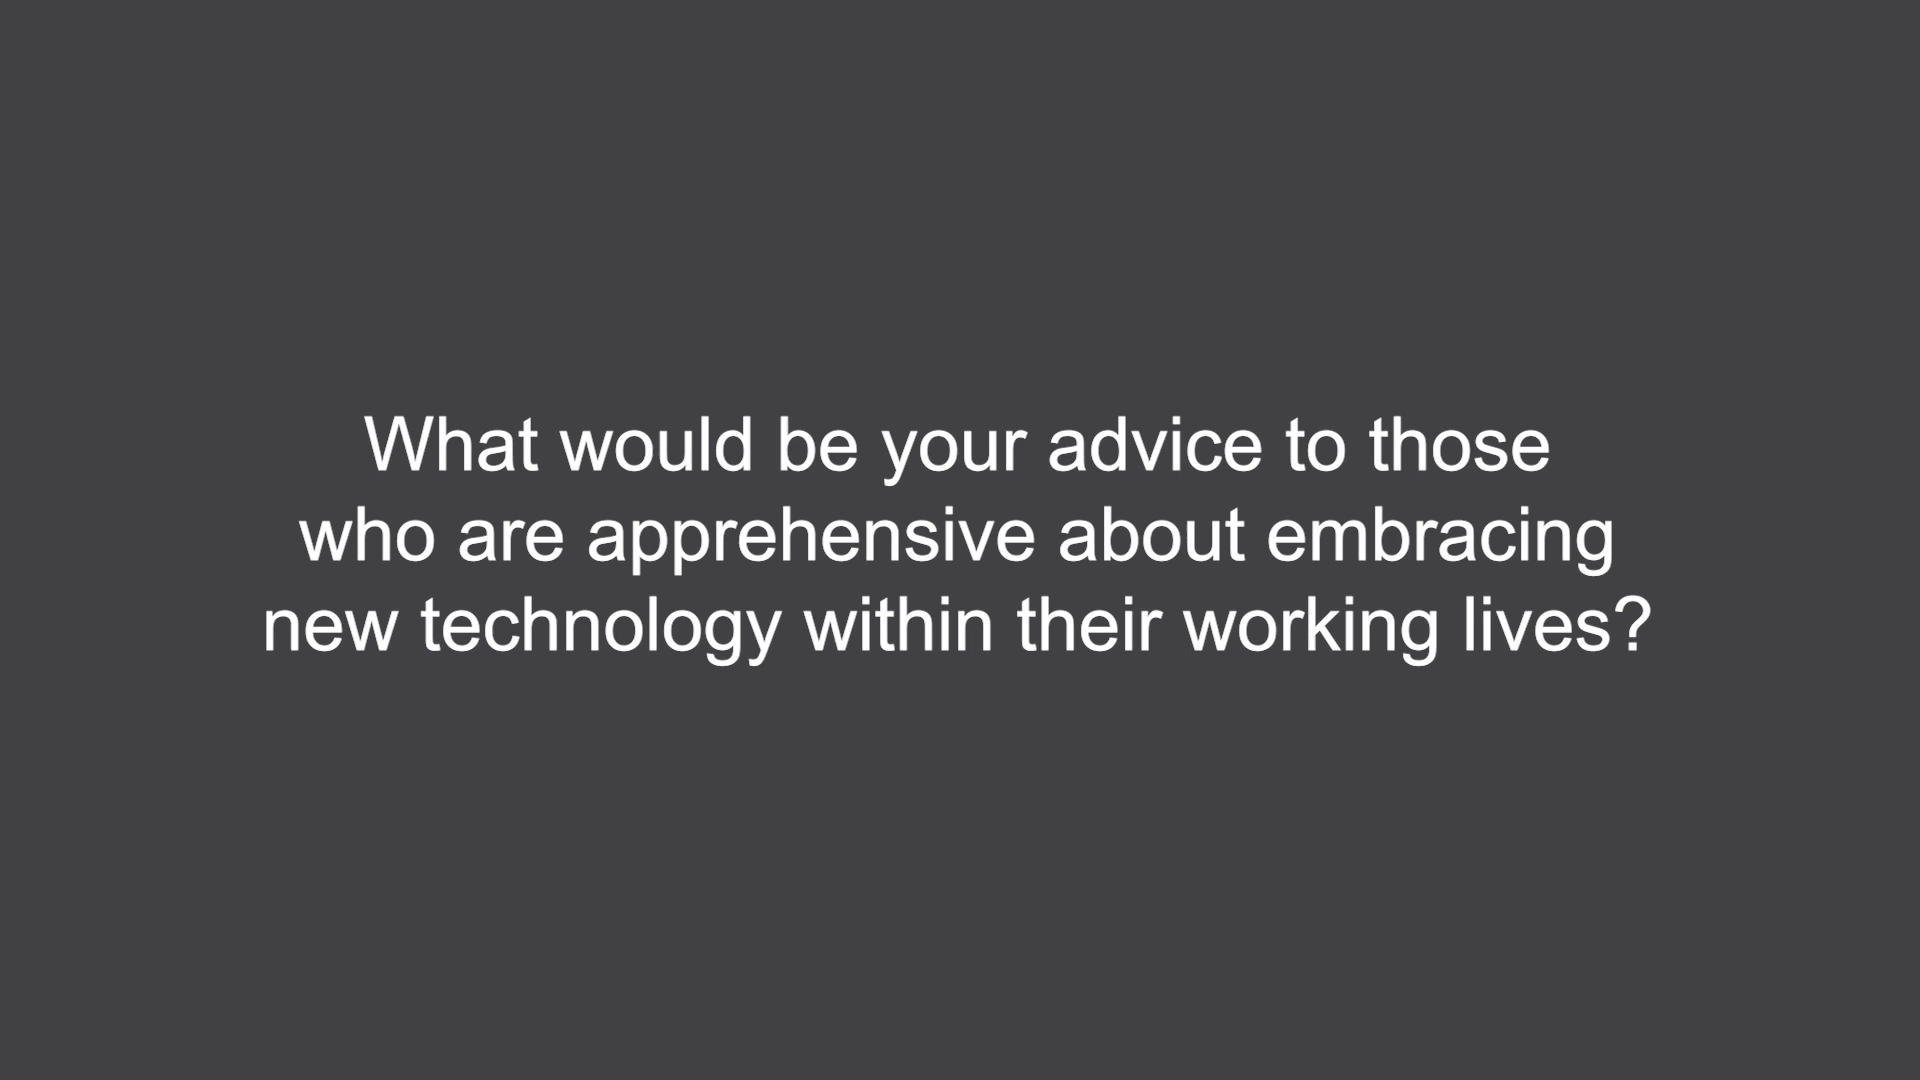 What would be your advice to those
who are apprehensive about embracing
new technology within their working lives?